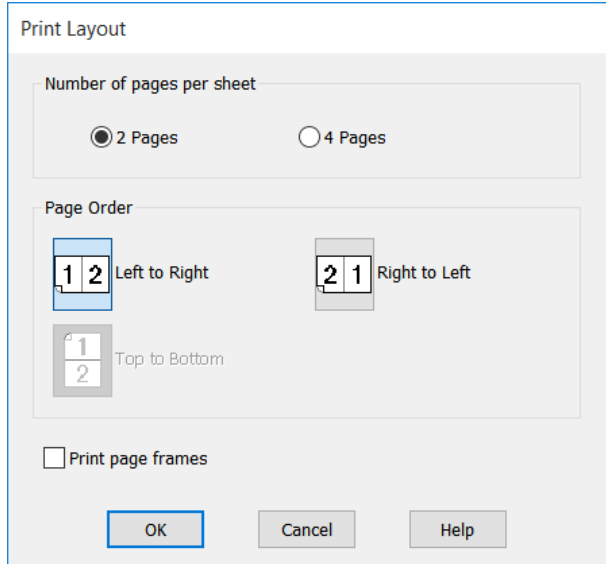 Print Layout
Number of pages per sheet
2 Pages 4 Pages
Page Order
1 2 Left to Right 2 1 Right to Left
1
2 Top to Bottom
Print page frames
OK Cancel Help